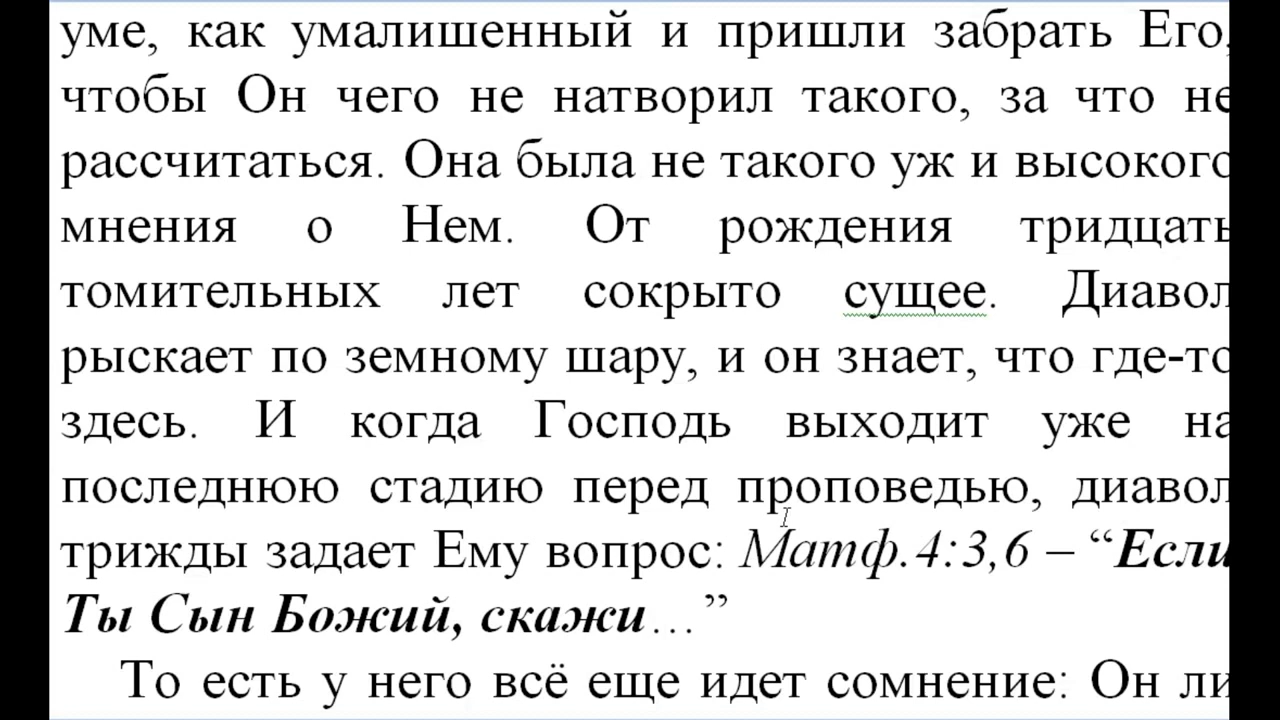 уме, как умалишенный и пришли забрать Его,
чтобы Он чего не натворил такого, за что не
рассчитаться. Она была не такого уж и высокого
мнения о Нем. От рождения тридцать
томительных лет сокрыто сущее. Диавол
рыскает по земному шару, и он знает, что где-то
здесь. И когда Господь выходит уже на
последнюю стадию перед проповедью, диавол
трижды задает Ему вопрос: Матф.4:3,6 – “Если
Ты Сын Божий, скажи…”
То есть у него всё еще идет сомнение: Он ли